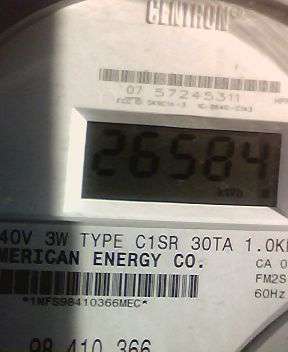 CENTRON
07 57245311
26584
kWh
40V 3W TYPE C1SR 30TA 1.0K
MERICAN ENERGY CO.
CA 0
FM2S
60Hz
*1NFS98410366MEC*
98 410 366